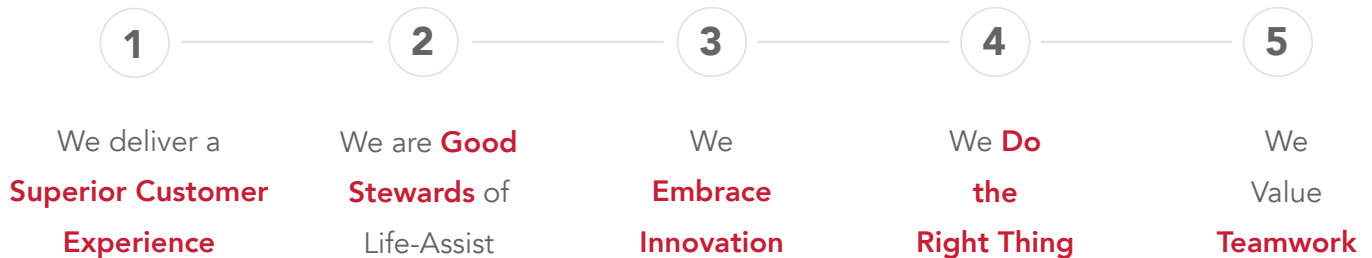 1
2
3
4
5
We deliver a
Superior Customer
Experience
We are Good
Stewards of
Life-Assist
We
Embrace
Innovation
We Do
the
Right Thing
We
Value
Teamwork